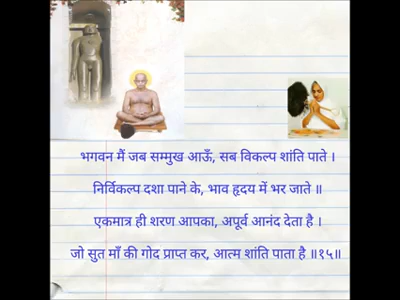 भगवन मैं जब सम्मुख आऊँ, सब विकल्प शांति पाते ।
निर्विकल्प दशा पाने के, भाव हृदय में भर जाते ॥
एकमात्र ही शरण आपका, अपूर्व आनंद देता है ।
जो सुत माँ की गोद प्राप्त कर, आत्म शांति पाता है ॥१५॥